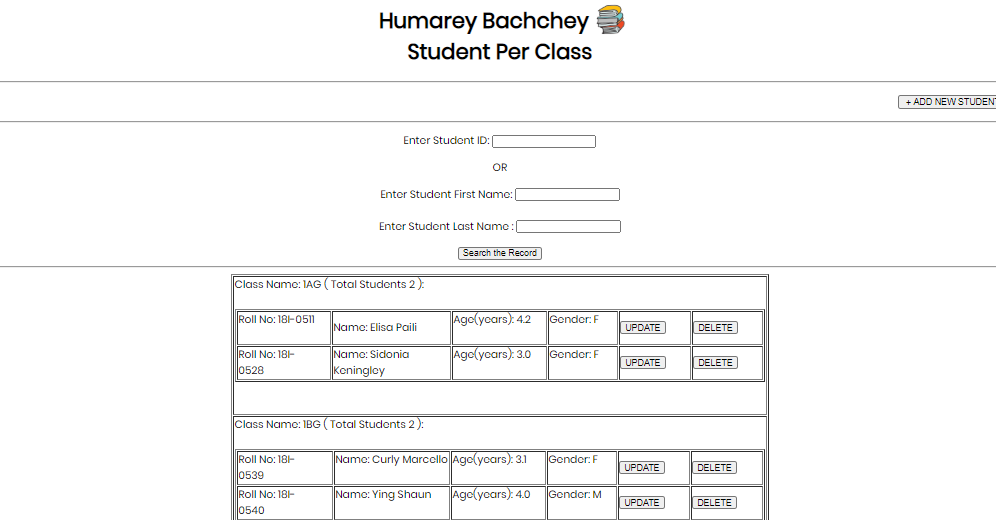 Humarey Bachchey
Student Per Class
+ ADD NEW STUDENT
Enter Student ID:
OR
Enter Student First Name:
Enter Student Last Name :
Search the Record
Class Name: 1AG ( Total Students 2 ):
Roll No: 18I-0511 Name: Elisa Paili Age(years): 4.2 Gender: F UPDATE DELETE
Roll No: 18I- Name: Sidonia Age(years): 3.0 Gender: F UPDATE DELETE
0528 Keningley
Class Name: 1BG ( Total Students 2 ):
Roll No: 18I- Name: Curly Marcello Age(years): 3.1 Gender: F UPDATE DELETE
0539
Roll No: 18I- Name: Ying Shaun Age(years): 4.0 Gender: M UPDATE DELETE
0540